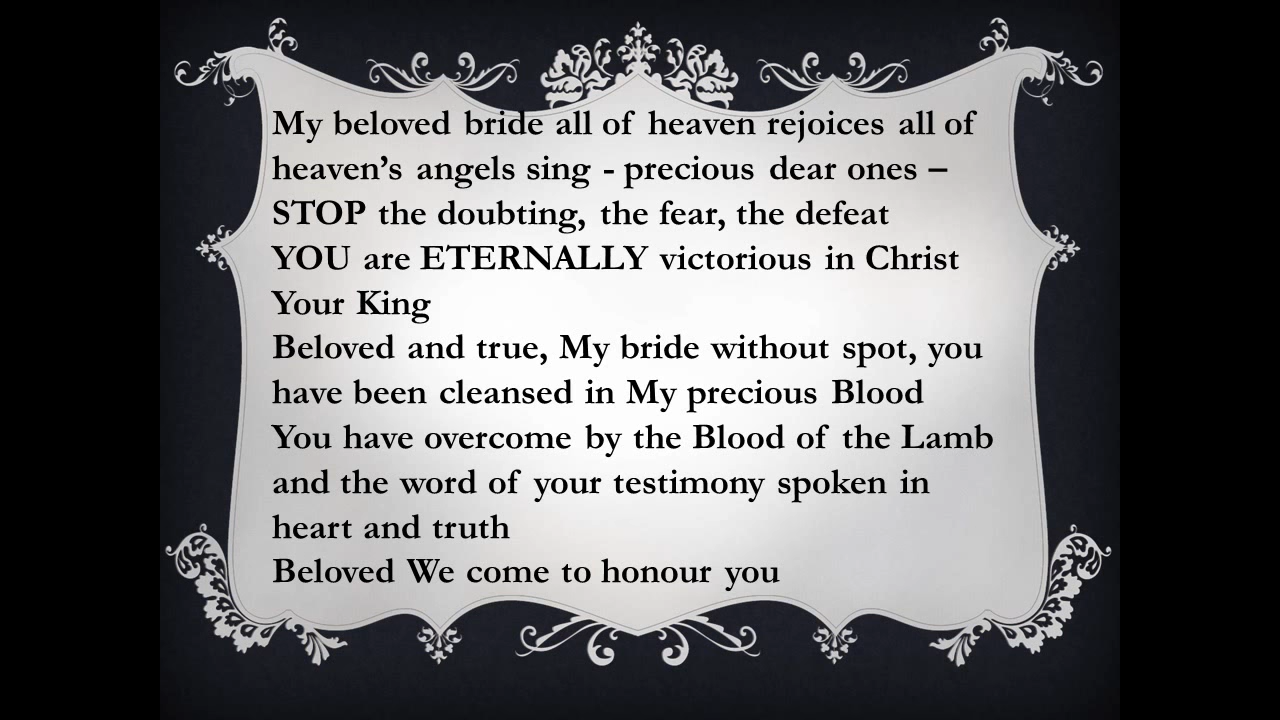 My beloved bride all of heaven rejoices all of
heaven’s angels sing - precious dear ones –
STOP the doubting, the fear, the defeat
YOU are ETERNALLY victorious in Christ
Your King
Beloved and true, My bride without spot, you
have been cleansed in My precious Blood
You have overcome by the Blood of the Lamb
and the word of your testimony spoken in
heart and truth
Beloved We come to honour you